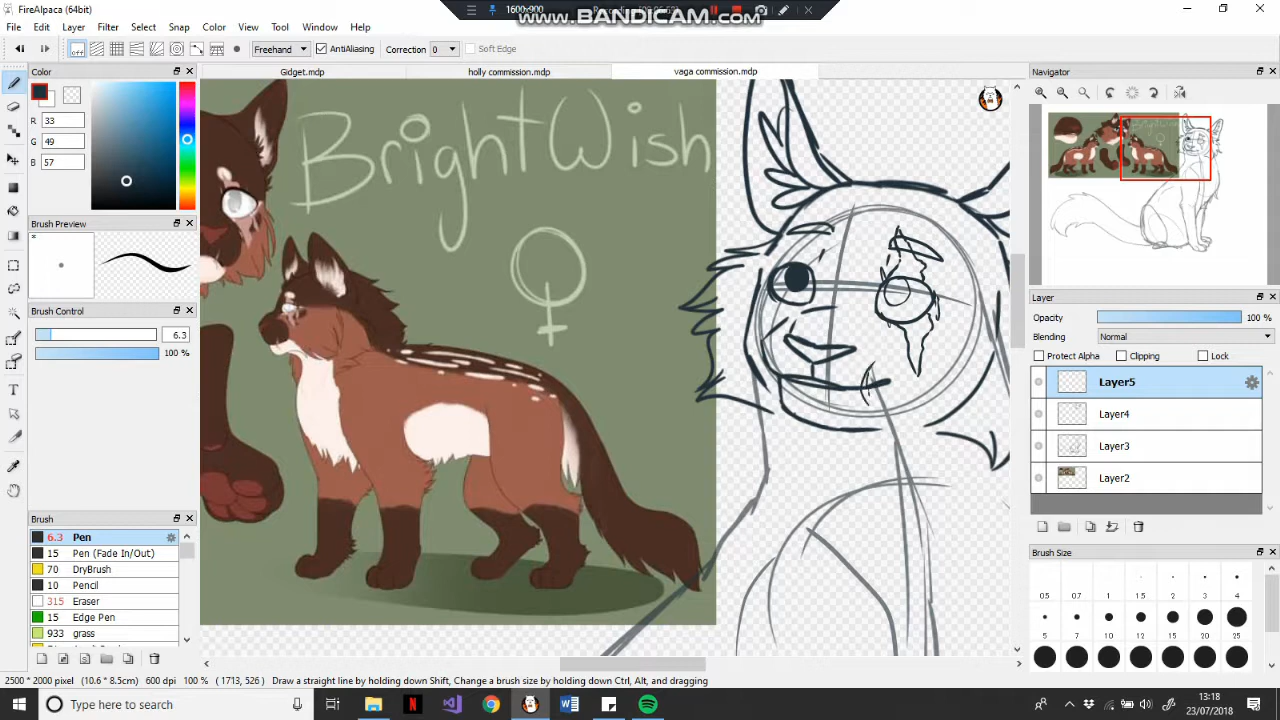 FireAlpaca (64bit)
1600x900
www.BANDICAM.com
File Edit Layer Filter Select Snap Color View Tool Window Help
Freehand AntiAliasing Correction 0 Soft Edge
Color
Gidget.mdp
holly commission.mdp
vaga commission.mdp
Navigator
R 33
G 49
B 57
BrightWish
♀
Brush Preview
Brush Control
6.3
100 %
Layer
Opacity 100 %
Blending Normal
Protect Alpha Clipping Lock
Layer5
Layer4
Layer3
Layer2
Brush
6.3 Pen
15 Pen (Fade In/Out)
70 DryBrush
10 Pencil
315 Eraser
15 Edge Pen
933 grass
Brush Size
0.5 0.7 1 1.5 2 3 4
5 7 10 12 15 20 25
2500 * 2000 pixel (10.6 * 8.5cm) 600 dpi 100 % ( 1713, 526 ) Draw a straight line by holding down Shift, Change a brush size by holding down Ctrl, Alt, and dragging
Type here to search
13:18
23/07/2018